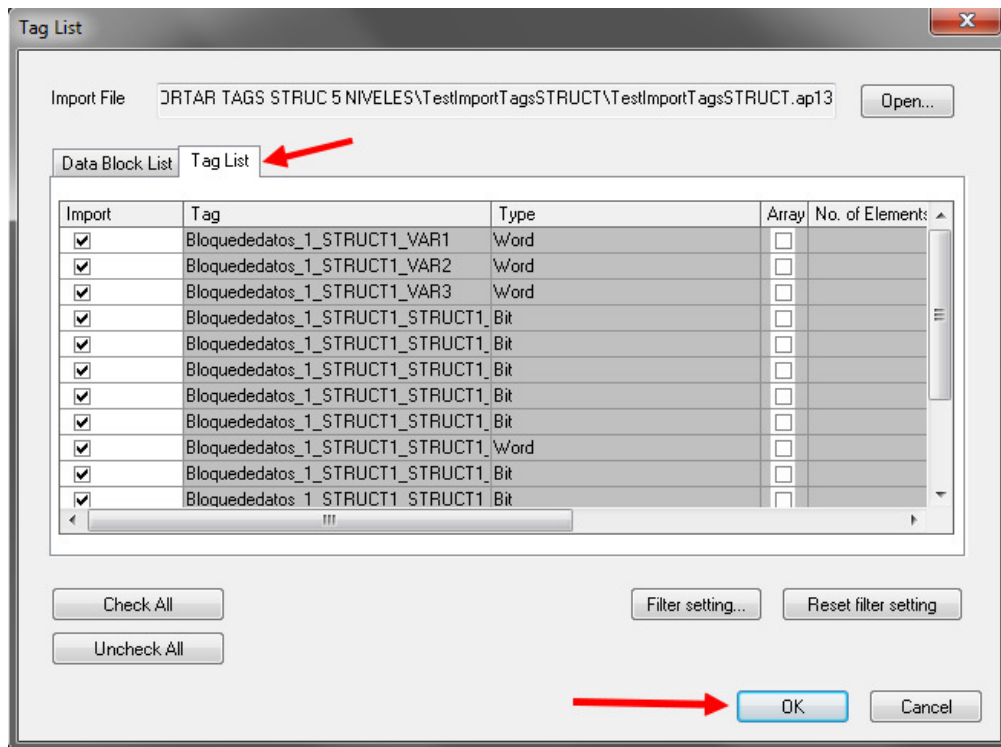 Tag List
Import File ORTAR TAGS STRUC 5 NIVELES\TestImportTagsSTRUCT\TestImportTagsSTRUCT.ap13 Open...
Data Block List Tag List
Import Tag Type Array No. of Elements
Bloquededatos_1_STRUCT1_VAR1 Word
Bloquededatos_1_STRUCT1_VAR2 Word
Bloquededatos_1_STRUCT1_VAR3 Word
Bloquededatos_1_STRUCT1_STRUCT1_ Bit
Bloquededatos_1_STRUCT1_STRUCT1_ Bit
Bloquededatos_1_STRUCT1_STRUCT1_ Bit
Bloquededatos_1_STRUCT1_STRUCT1_ Bit
Bloquededatos_1_STRUCT1_STRUCT1_ Bit
Bloquededatos_1_STRUCT1_STRUCT1_ Word
Bloquededatos_1_STRUCT1_STRUCT1_ Bit
Bloquededatos_1_STRUCT1_STRUCT1_ Bit
Check All Filter setting... Reset filter setting
Uncheck All
OK Cancel